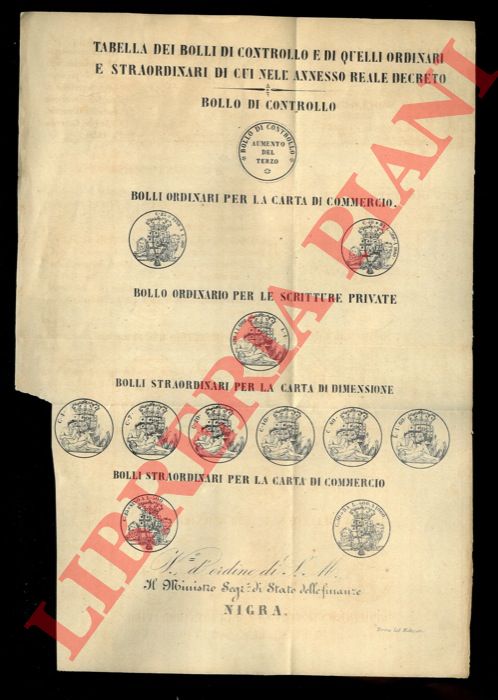 TABELLA DEI BOLLI DI CONTROLLO E DI QUELLI ORDINARI
E STRAORDINARI DI CUI NELL' ANNESSO REALE DECRETO
BOLLO DI CONTROLLO
BOLLO DI CONTROLLO
AUMENTO
DEL
TERZO
BOLLI ORDINARI PER LA CARTA DI COMMERCIO.
BOLLO ORDINARIO PER LE SCRITTURE PRIVATE
BOLLI STRAORDINARI PER LA CARTA DI DIMENSIONE
BOLLI STRAORDINARI PER LA CARTA DI COMMERCIO
V.° d'ordine di S. M.
Il Ministro Segr.° di Stato delle finanze
NIGRA.
LIBRERIA PIANI